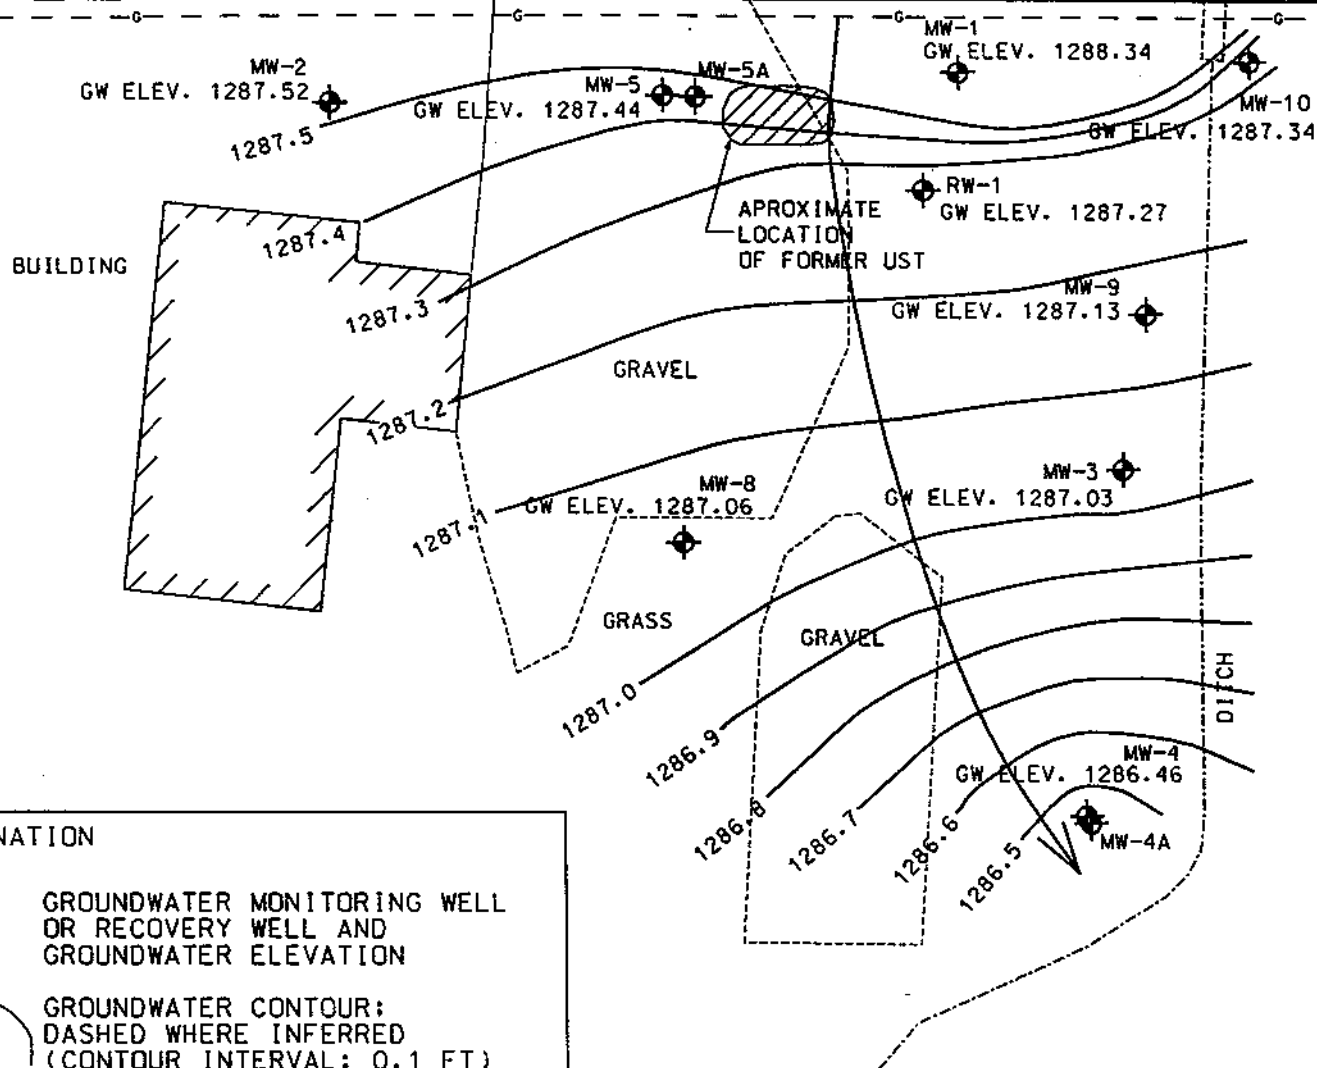 G G G G
MW-1
GW ELEV. 1288.34
MW-2
GW ELEV. 1287.52
MW-5A
MW-5
GW ELEV. 1287.44
MW-10
GW ELEV. 1287.34
1287.5
RW-1
GW ELEV. 1287.27
APROXIMATE
LOCATION
OF FORMER UST
1287.4
BUILDING
1287.3
MW-9
GW ELEV. 1287.13
GRAVEL
1287.2
MW-3
GW ELEV. 1287.03
MW-8
GW ELEV. 1287.06
1287.1
GRASS
GRAVEL
DITCH
1287.0
1286.9
MW-4
GW ELEV. 1286.46
1286.8
1286.7
1286.6
1286.5
MW-4A
NATION
GROUNDWATER MONITORING WELL
OR RECOVERY WELL AND
GROUNDWATER ELEVATION
GROUNDWATER CONTOUR;
DASHED WHERE INFERRED
(CONTOUR INTERVAL: 0.1 FT)